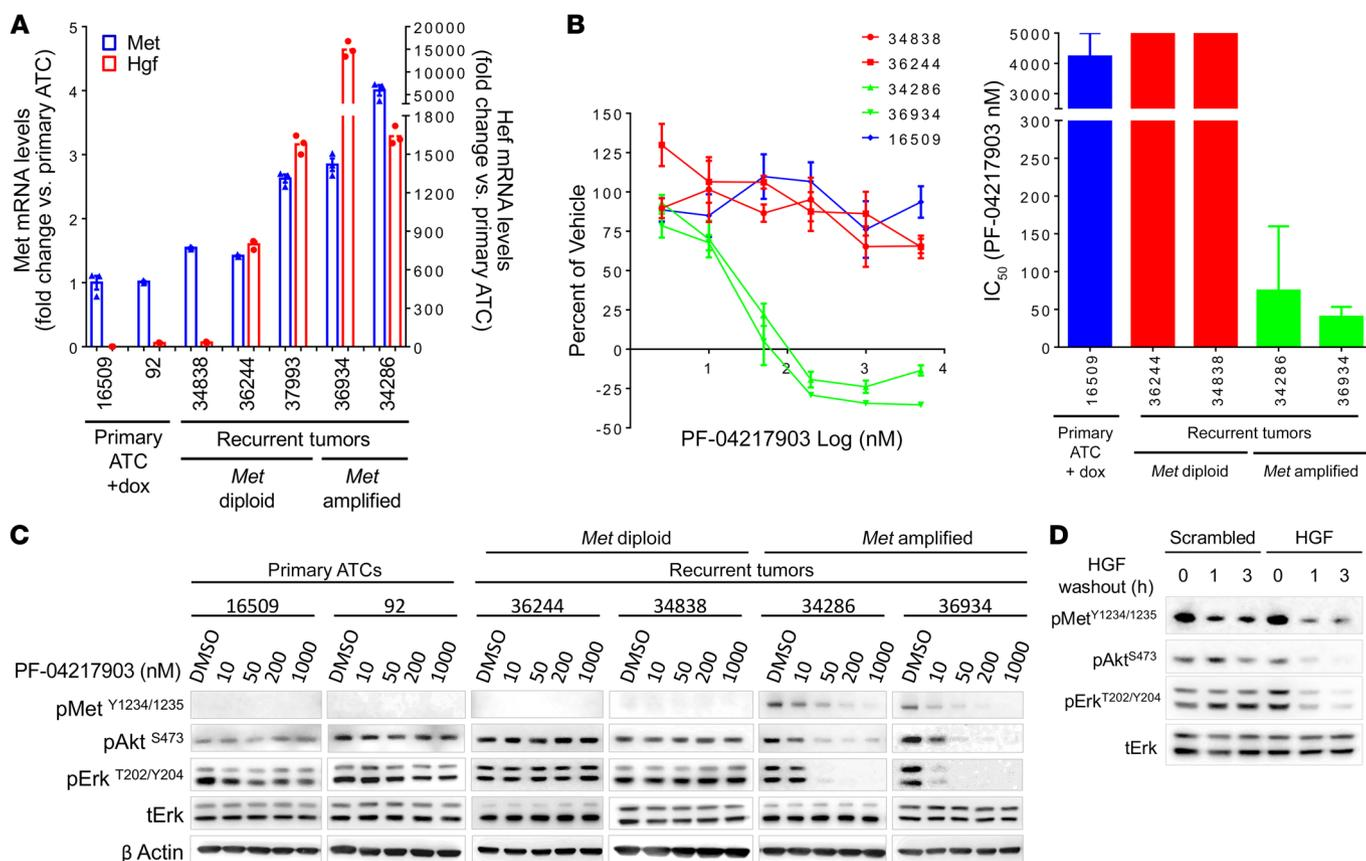 A
Met mRNA levels
(fold change vs. primary ATC)
5
4
3
2
1
0
Met
Hgf
20000
15000
10000
5000
1800
1500
1200
900
600
300
0
Hef mRNA levels
(fold change vs. primary ATC)
16509
92
34838
36244
37993
36934
34286
Primary
ATC
+dox
Recurrent tumors
Met
diploid
Met
amplified
B
34838
36244
34286
36934
16509
Percent of Vehicle
150
125
100
75
50
25
0
-25
-50
1
2
3
4
PF-04217903 Log (nM)
IC50 (PF-04217903 nM)
5000
4000
3000
300
250
200
150
100
50
0
16509
36244
34838
34286
36934
Primary
ATC
+ dox
Recurrent tumors
Met diploid
Met amplified
C
Met diploid
Met amplified
Primary ATCs
Recurrent tumors
16509
92
36244
34838
34286
36934
PF-04217903 (nM)
DMSO 10 50 200 1000
DMSO 10 50 200 1000
DMSO 10 50 200 1000
DMSO 10 50 200 1000
DMSO 10 50 200 1000
DMSO 10 50 200 1000
pMet Y1234/1235
pAkt S473
pErk T202/Y204
tErk
β Actin
D
Scrambled HGF
HGF
washout (h)
0 1 3 0 1 3
pMetY1234/1235
pAktS473
pErkT202/Y204
tErk